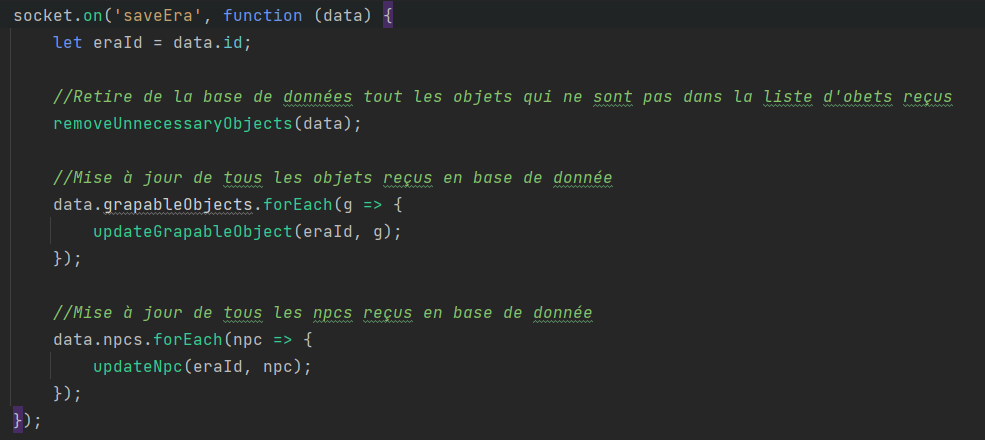 socket.on('saveEra', function (data) {
let eraId = data.id;
//Retire de la base de données tout les objets qui ne sont pas dans la liste d'obets reçus
removeUnnecessaryObjects(data);
//Mise à jour de tous les objets reçus en base de donnée
data.grapableObjects.forEach(g => {
updateGrapableObject(eraId, g);
});
//Mise à jour de tous les npcs reçus en base de donnée
data.npcs.forEach(npc => {
updateNpc(eraId, npc);
});
});